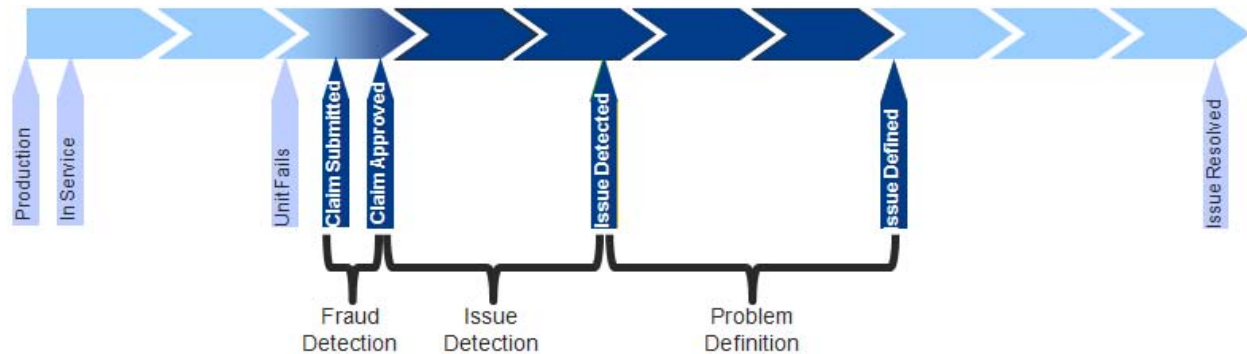 Production
In Service
Unit Fails
Claim Submitted
Claim Approved
Issue Detected
Issue Defined
Issue Resolved
Fraud
Detection
Issue
Detection
Problem
Definition